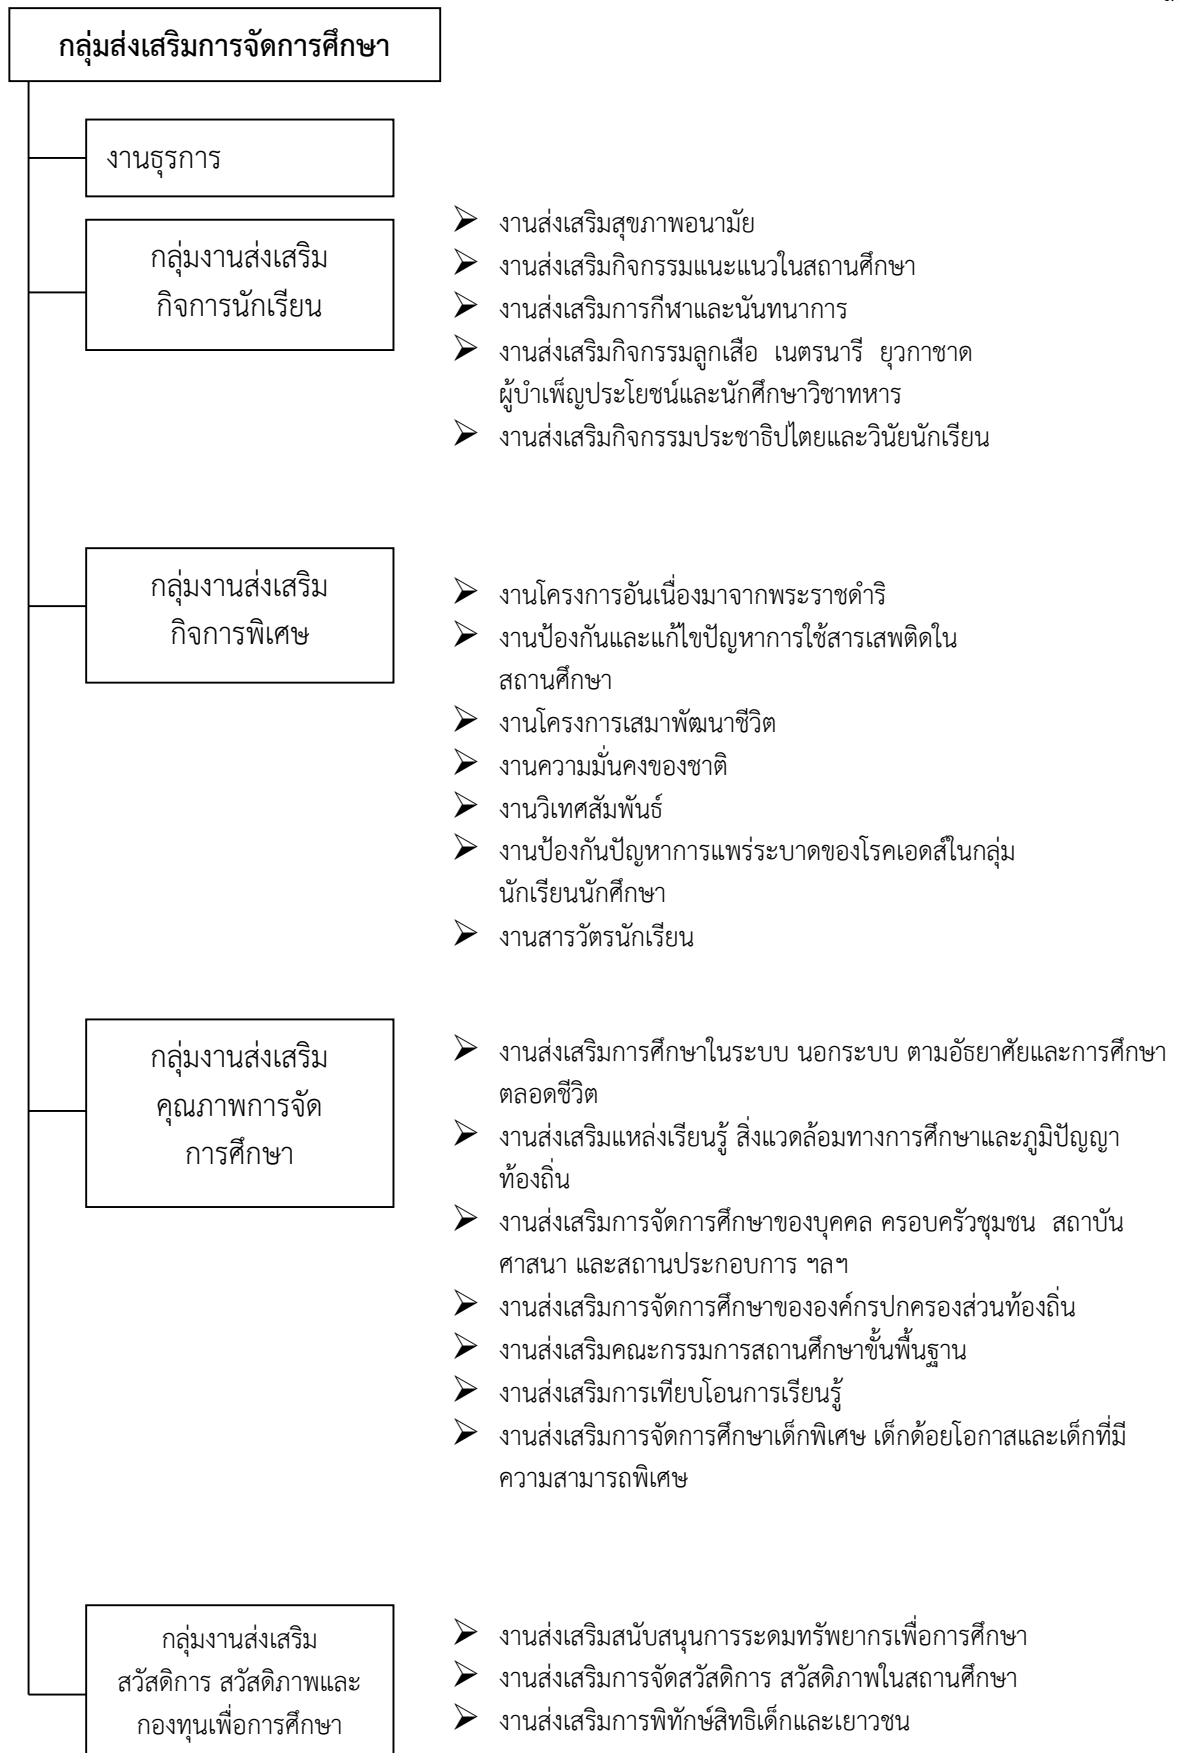 กลุ่มส่งเสริมการจัดการศึกษา
งานธุรการ
กลุ่มงานส่งเสริม
กิจการนักเรียน
➢ งานส่งเสริมสุขภาพอนามัย
➢ งานส่งเสริมกิจกรรมแนะแนวในสถานศึกษา
➢ งานส่งเสริมการกีฬาและนันทนาการ
➢ งานส่งเสริมกิจกรรมลูกเสือ เนตรนารี ยุวกาชาด
ผู้บำเพ็ญประโยชน์และนักศึกษาวิชาทหาร
➢ งานส่งเสริมกิจกรรมประชาธิปไตยและวินัยนักเรียน
กลุ่มงานส่งเสริม
กิจการพิเศษ
➢ งานโครงการอันเนื่องมาจากพระราชดำริ
➢ งานป้องกันและแก้ไขปัญหาการใช้สารเสพติดใน
สถานศึกษา
➢ งานโครงการเสมาพัฒนาชีวิต
➢ งานความมั่นคงของชาติ
➢ งานวิเทศสัมพันธ์
➢ งานป้องกันปัญหาการแพร่ระบาดของโรคเอดส์ในกลุ่ม
นักเรียนนักศึกษา
➢ งานสารวัตรนักเรียน
กลุ่มงานส่งเสริม
คุณภาพการจัด
การศึกษา
➢ งานส่งเสริมการศึกษาในระบบ นอกระบบ ตามอัธยาศัยและการศึกษา
ตลอดชีวิต
➢ งานส่งเสริมแหล่งเรียนรู้ สิ่งแวดล้อมทางการศึกษาและภูมิปัญญา
ท้องถิ่น
➢ งานส่งเสริมการจัดการศึกษาของบุคคล ครอบครัวชุมชน สถาบัน
ศาสนา และสถานประกอบการ ฯลฯ
➢ งานส่งเสริมการจัดการศึกษาขององค์กรปกครองส่วนท้องถิ่น
➢ งานส่งเสริมคณะกรรมการสถานศึกษาขั้นพื้นฐาน
➢ งานส่งเสริมการเทียบโอนการเรียนรู้
➢ งานส่งเสริมการจัดการศึกษาเด็กพิเศษ เด็กด้อยโอกาสและเด็กที่มี
ความสามารถพิเศษ
กลุ่มงานส่งเสริม
สวัสดิการ สวัสดิภาพและ
กองทุนเพื่อการศึกษา
➢ งานส่งเสริมสนับสนุนการระดมทรัพยากรเพื่อการศึกษา
➢ งานส่งเสริมการจัดสวัสดิการ สวัสดิภาพในสถานศึกษา
➢ งานส่งเสริมการพิทักษ์สิทธิเด็กและเยาวชน